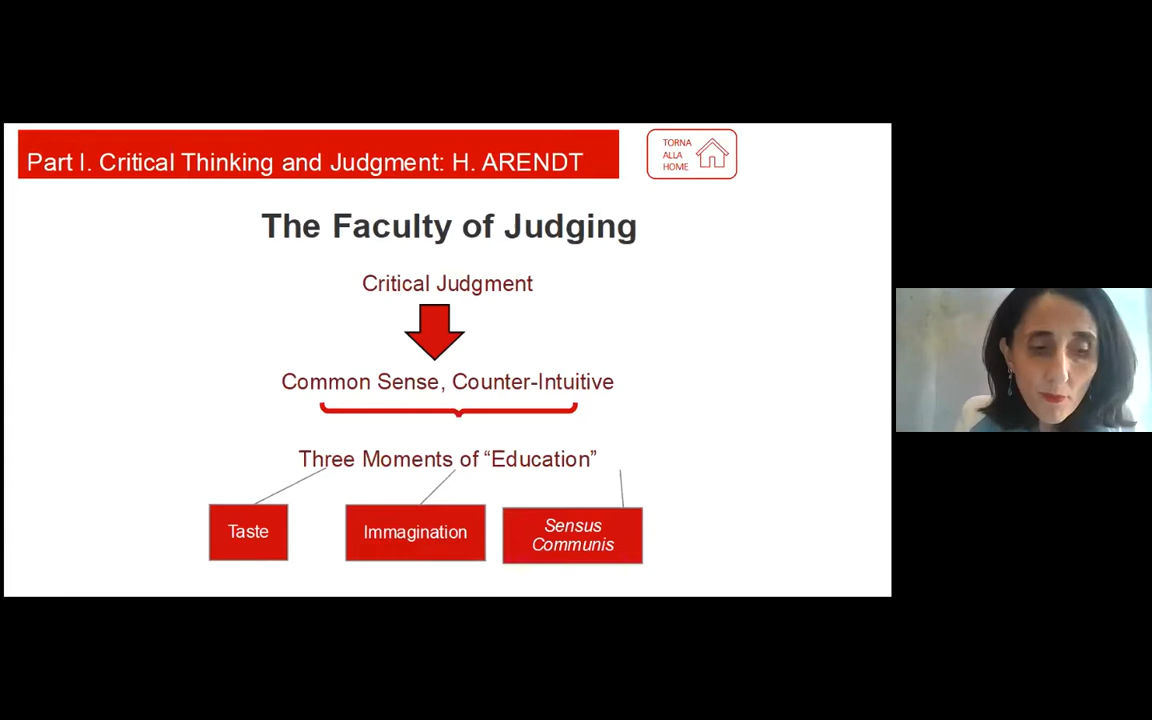 Part I. Critical Thinking and Judgment: H. ARENDT
TORNA
ALLA
HOME
The Faculty of Judging
Critical Judgment
Common Sense, Counter-Intuitive
Three Moments of “Education”
Taste
Immagination
Sensus
Communis